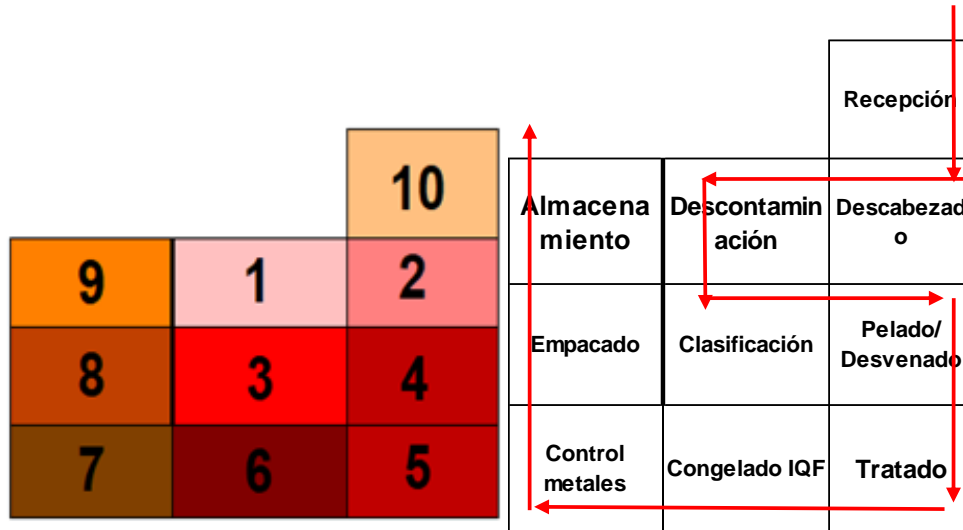 10
9 1 2
8 3 4
7 6 5
Recepción
Almacena
miento
Descontamin
ación
Descabezad
o
Empacado
Clasificación
Pelado/
Desvenado
Control
metales
Congelado IQF
Tratado